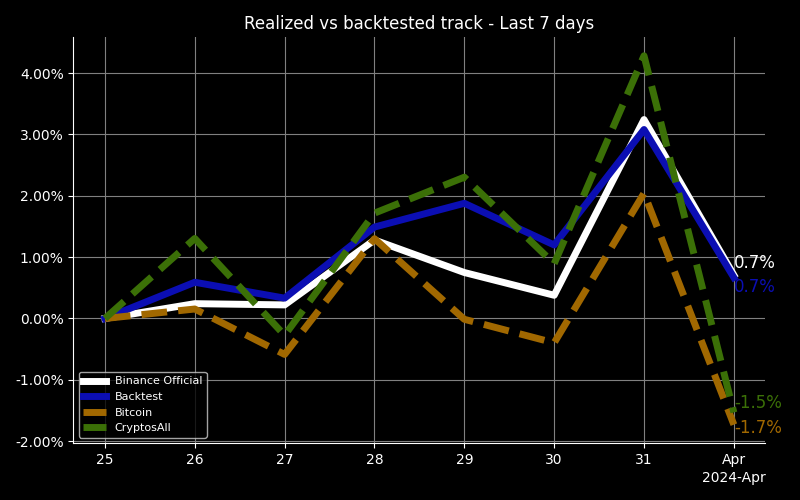 Realized vs backtested track - Last 7 days
4.00%
3.00%
2.00%
1.00%
0.00%
-1.00%
-2.00%
0.7%
0.7%
-1.5%
-1.7%
Binance Official
Backtest
Bitcoin
CryptosAll
25 26 27 28 29 30 31 Apr
2024-Apr